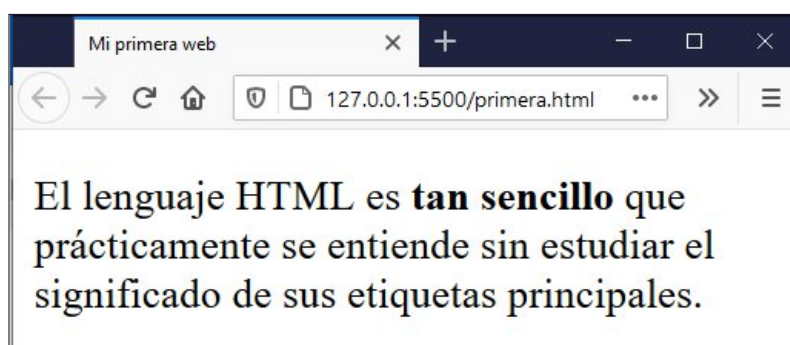 Mi primera web
127.0.0.1:5500/primera.html
El lenguaje HTML es tan sencillo que
prácticamente se entiende sin estudiar el
significado de sus etiquetas principales.